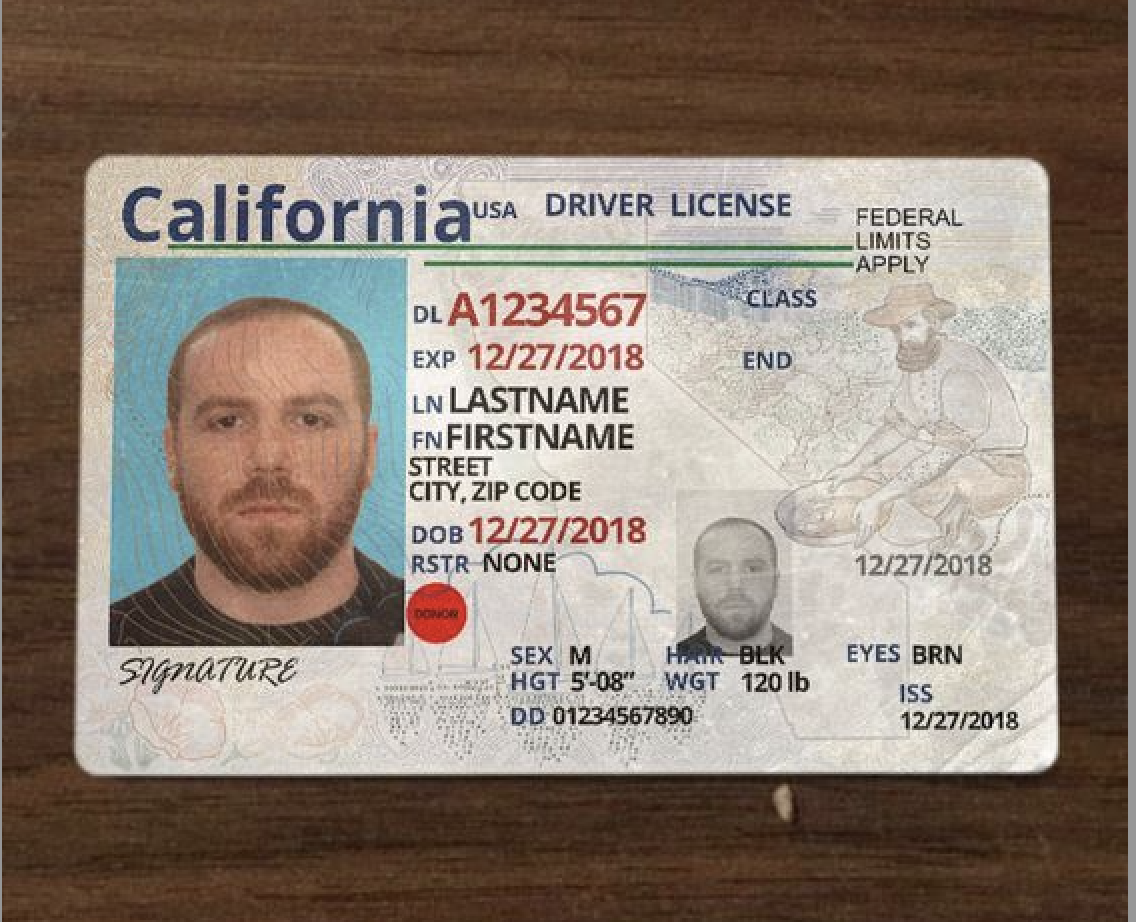 California USA DRIVER LICENSE
FEDERAL
LIMITS
APPLY
DL A1234567
CLASS
EXP 12/27/2018
END
LN LASTNAME
FN FIRSTNAME
STREET
CITY, ZIP CODE
DOB 12/27/2018
RSTR NONE
12/27/2018
DONOR
SIGNATURE
SEX M HAIR BLK EYES BRN
HGT 5'-08" WGT 120 lb
ISS
DD 01234567890
12/27/2018